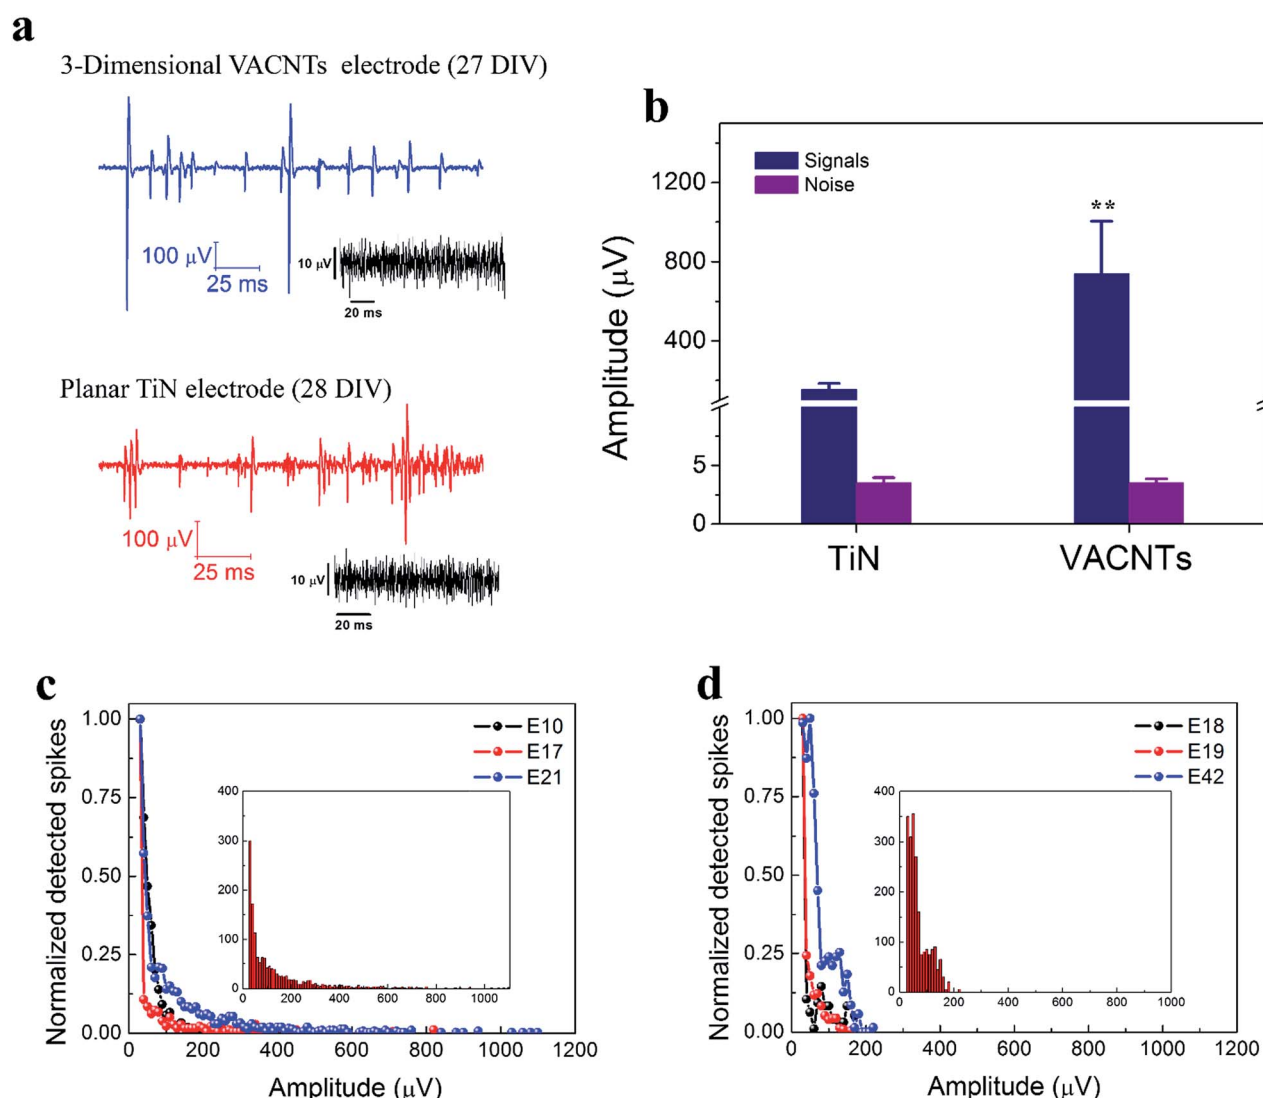 a
3-Dimensional VACNTs electrode (27 DIV)
100 μV
25 ms
10 μV
20 ms
Planar TiN electrode (28 DIV)
100 μV
25 ms
10 μV
20 ms
b
Signals
Noise
**
Amplitude (μV)
1200
800
400
5
0
TiN
VACNTs
c
Normalized detected spikes
1.00
0.75
0.50
0.25
0.00
E10
E17
E21
400
300
200
100
0
0 200 400 600 800 1000
0 200 400 600 800 1000 1200
Amplitude (μV)
d
Normalized detected spikes
1.00
0.75
0.50
0.25
0.00
E18
E19
E42
400
300
200
100
0
0 200 400 600 800 1000
0 200 400 600 800 1000 1200
Amplitude (μV)